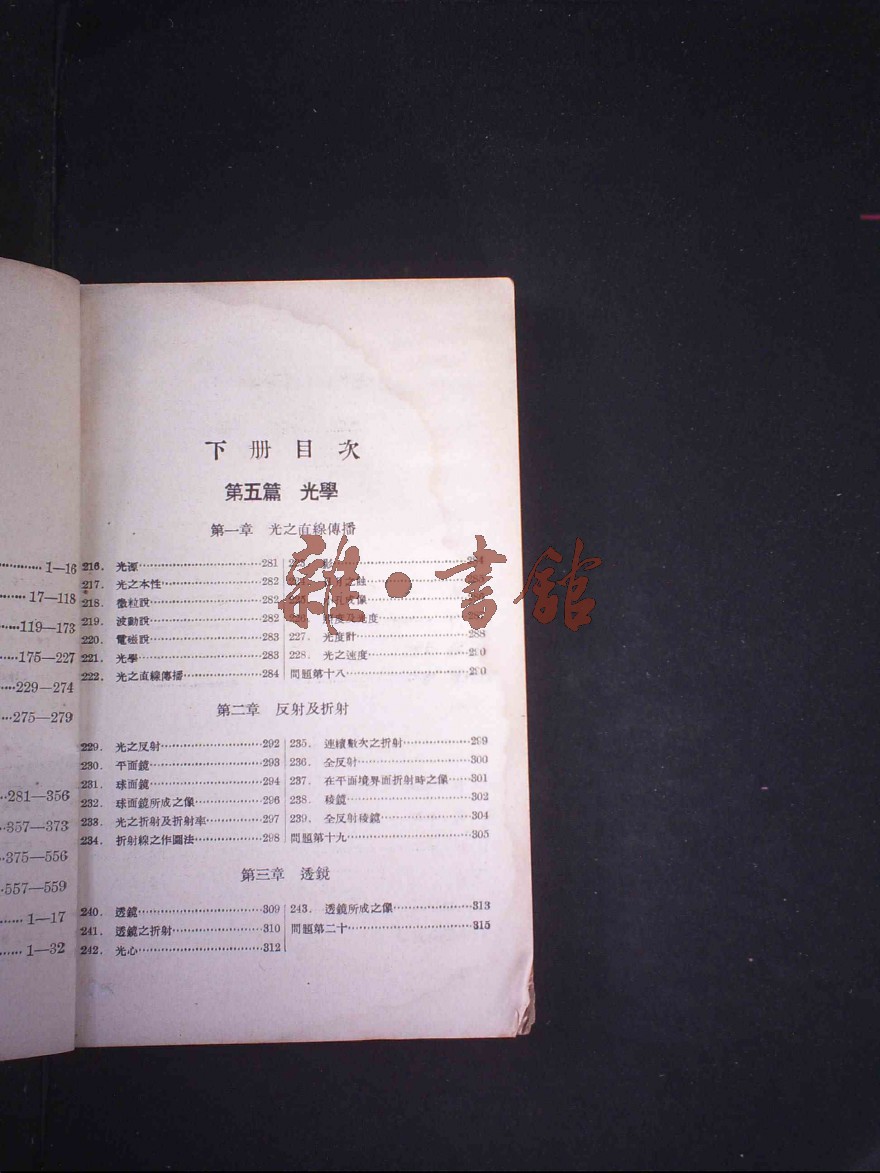 1—16
17—118
119—173
175—227
229—274
275—279
281—356
357—373
375—556
557—559
1—17
1—32
下册目次
第五篇 光學
第一章 光之直線傳播
216. 光源 281
217. 光之本性 282
218. 微粒說 282
219. 波動說 282
220. 電磁說 283
221. 光學 283
222. 光之直線傳播 284
影 284
227. 光度計 288
228. 光之速度 290
問題第十八 290
第二章 反射及折射
229. 光之反射 292
230. 平面鏡 293
231. 球面鏡 294
232. 球面鏡所成之像 296
233. 光之折射及折射率 297
234. 折射線之作圖法 298
235. 連續數次之折射 299
236. 全反射 300
237. 在平面境界面折射時之像 301
238. 稜鏡 302
239. 全反射稜鏡 304
問題第十九 305
第三章 透鏡
240. 透鏡 309
241. 透鏡之折射 310
242. 光心 312
243. 透鏡所成之像 313
問題第二十 315
雜·書館